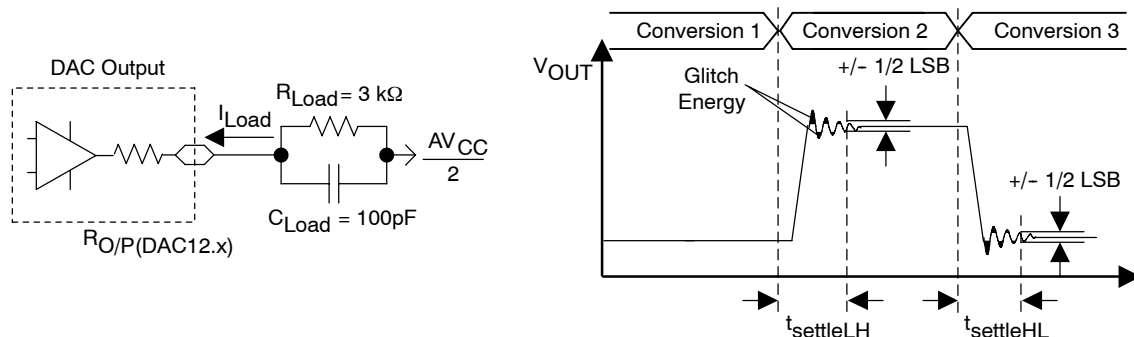 DAC Output
I_Load
R_Load = 3 kΩ
AV_CC
2
C_Load = 100pF
R_O/P(DAC12.x)
Conversion 1
Conversion 2
Conversion 3
V_OUT
Glitch
Energy
+/− 1/2 LSB
+/− 1/2 LSB
t_settleLH
t_settleHL